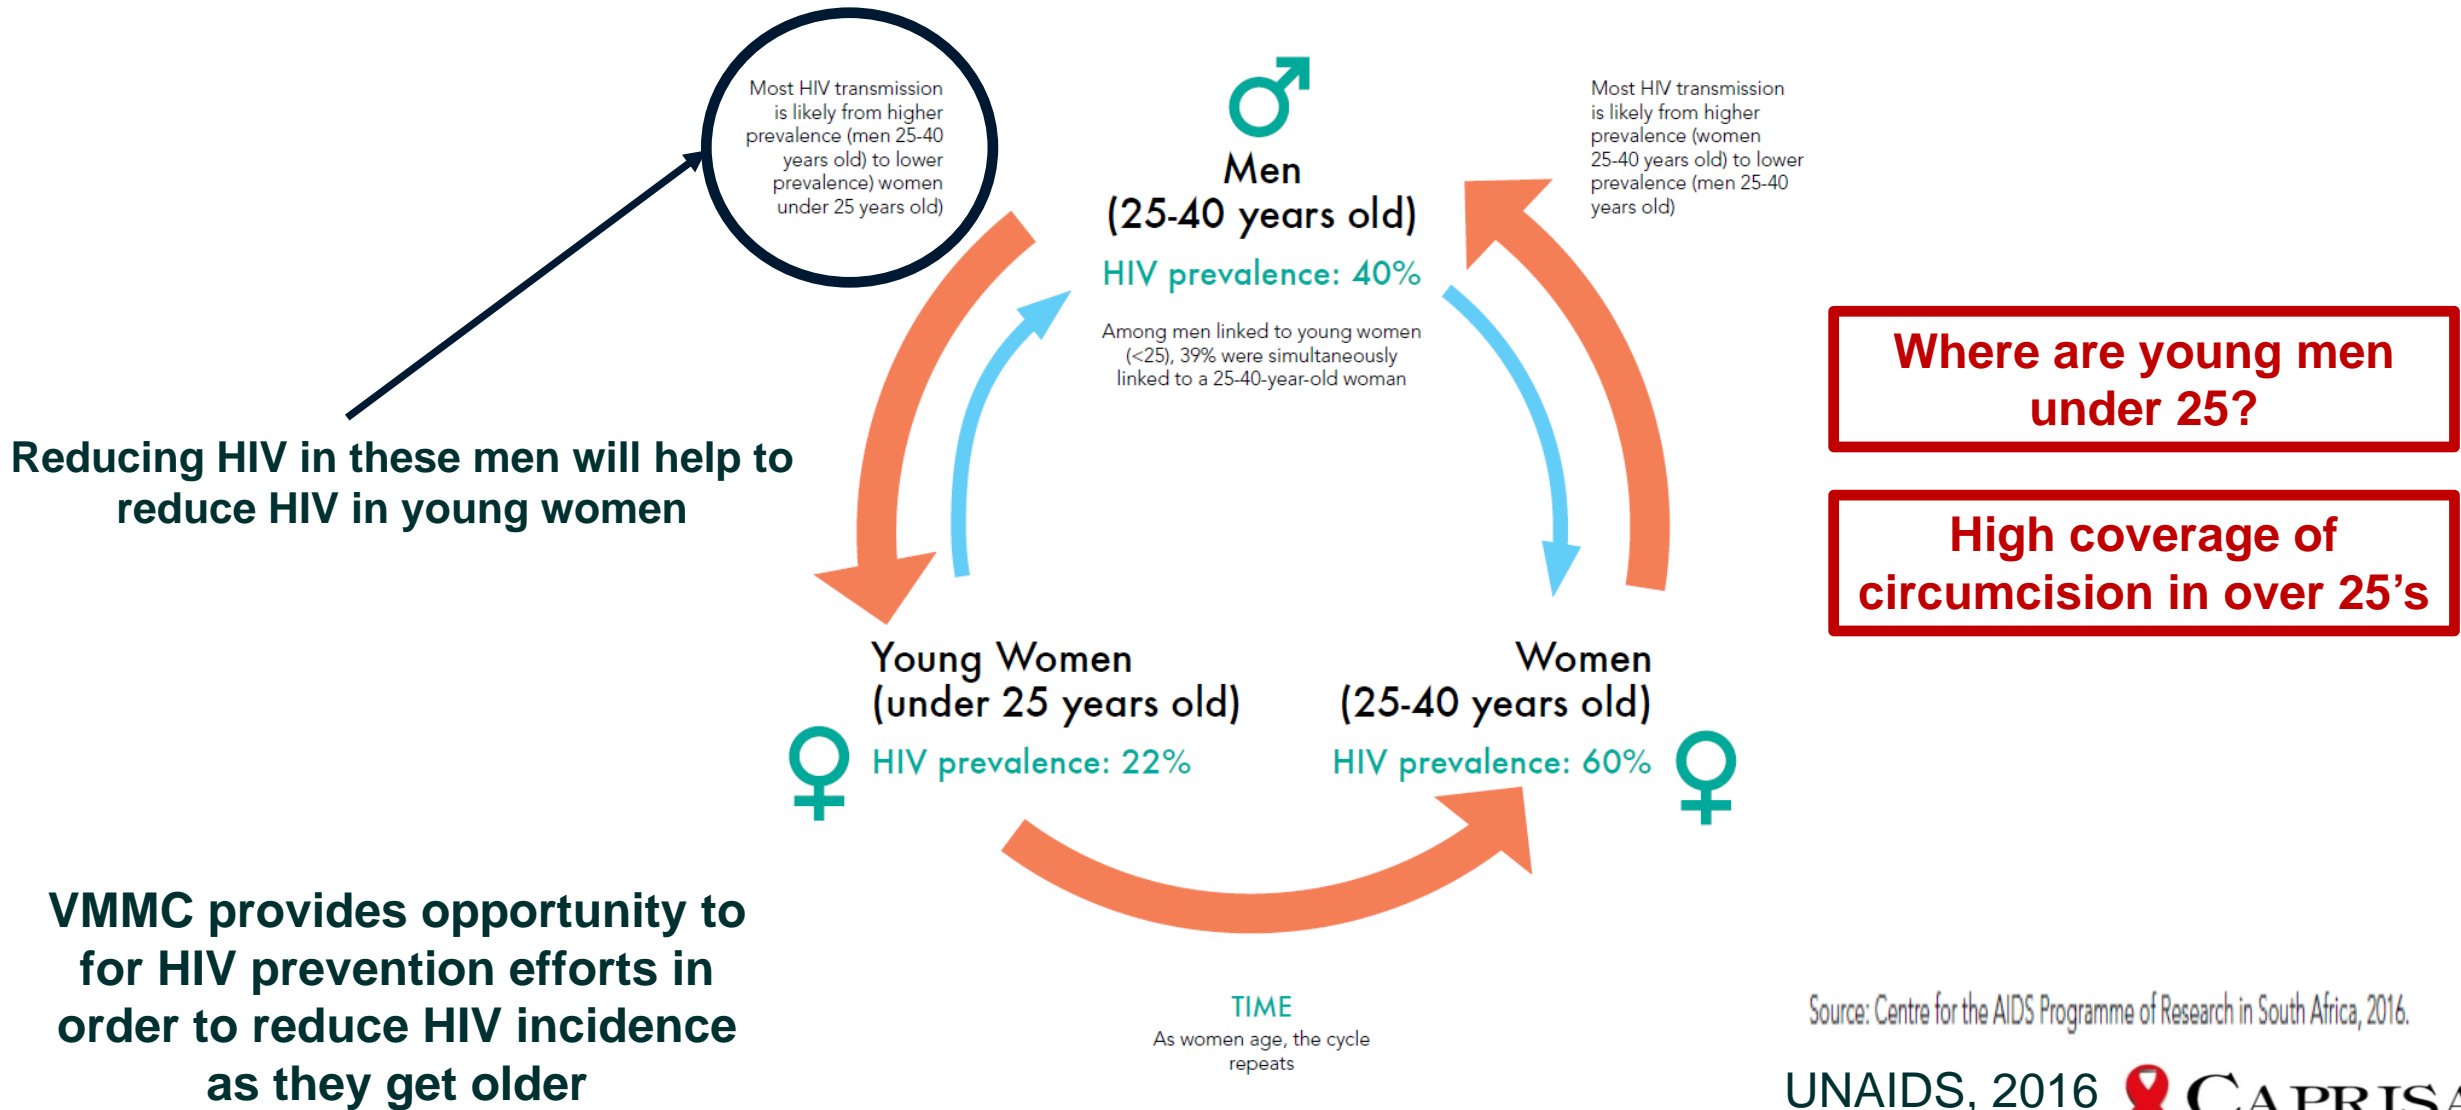 Most HIV transmission
is likely from higher
prevalence (men 25-40
years old) to lower
prevalence) women
under 25 years old)
Men
(25-40 years old)
HIV prevalence: 40%
Among men linked to young women
(<25), 39% were simultaneously
linked to a 25-40-year-old woman
Most HIV transmission
is likely from higher
prevalence (women
25-40 years old) to lower
prevalence (men 25-40
years old)
Where are young men
under 25?
High coverage of
circumcision in over 25’s
Reducing HIV in these men will help to
reduce HIV in young women
Young Women
(under 25 years old)
HIV prevalence: 22%
Women
(25-40 years old)
HIV prevalence: 60%
VMMC provides opportunity to
for HIV prevention efforts in
order to reduce HIV incidence
as they get older
TIME
As women age, the cycle
repeats
Source: Centre for the AIDS Programme of Research in South Africa, 2016.
UNAIDS, 2016
CAPRISA